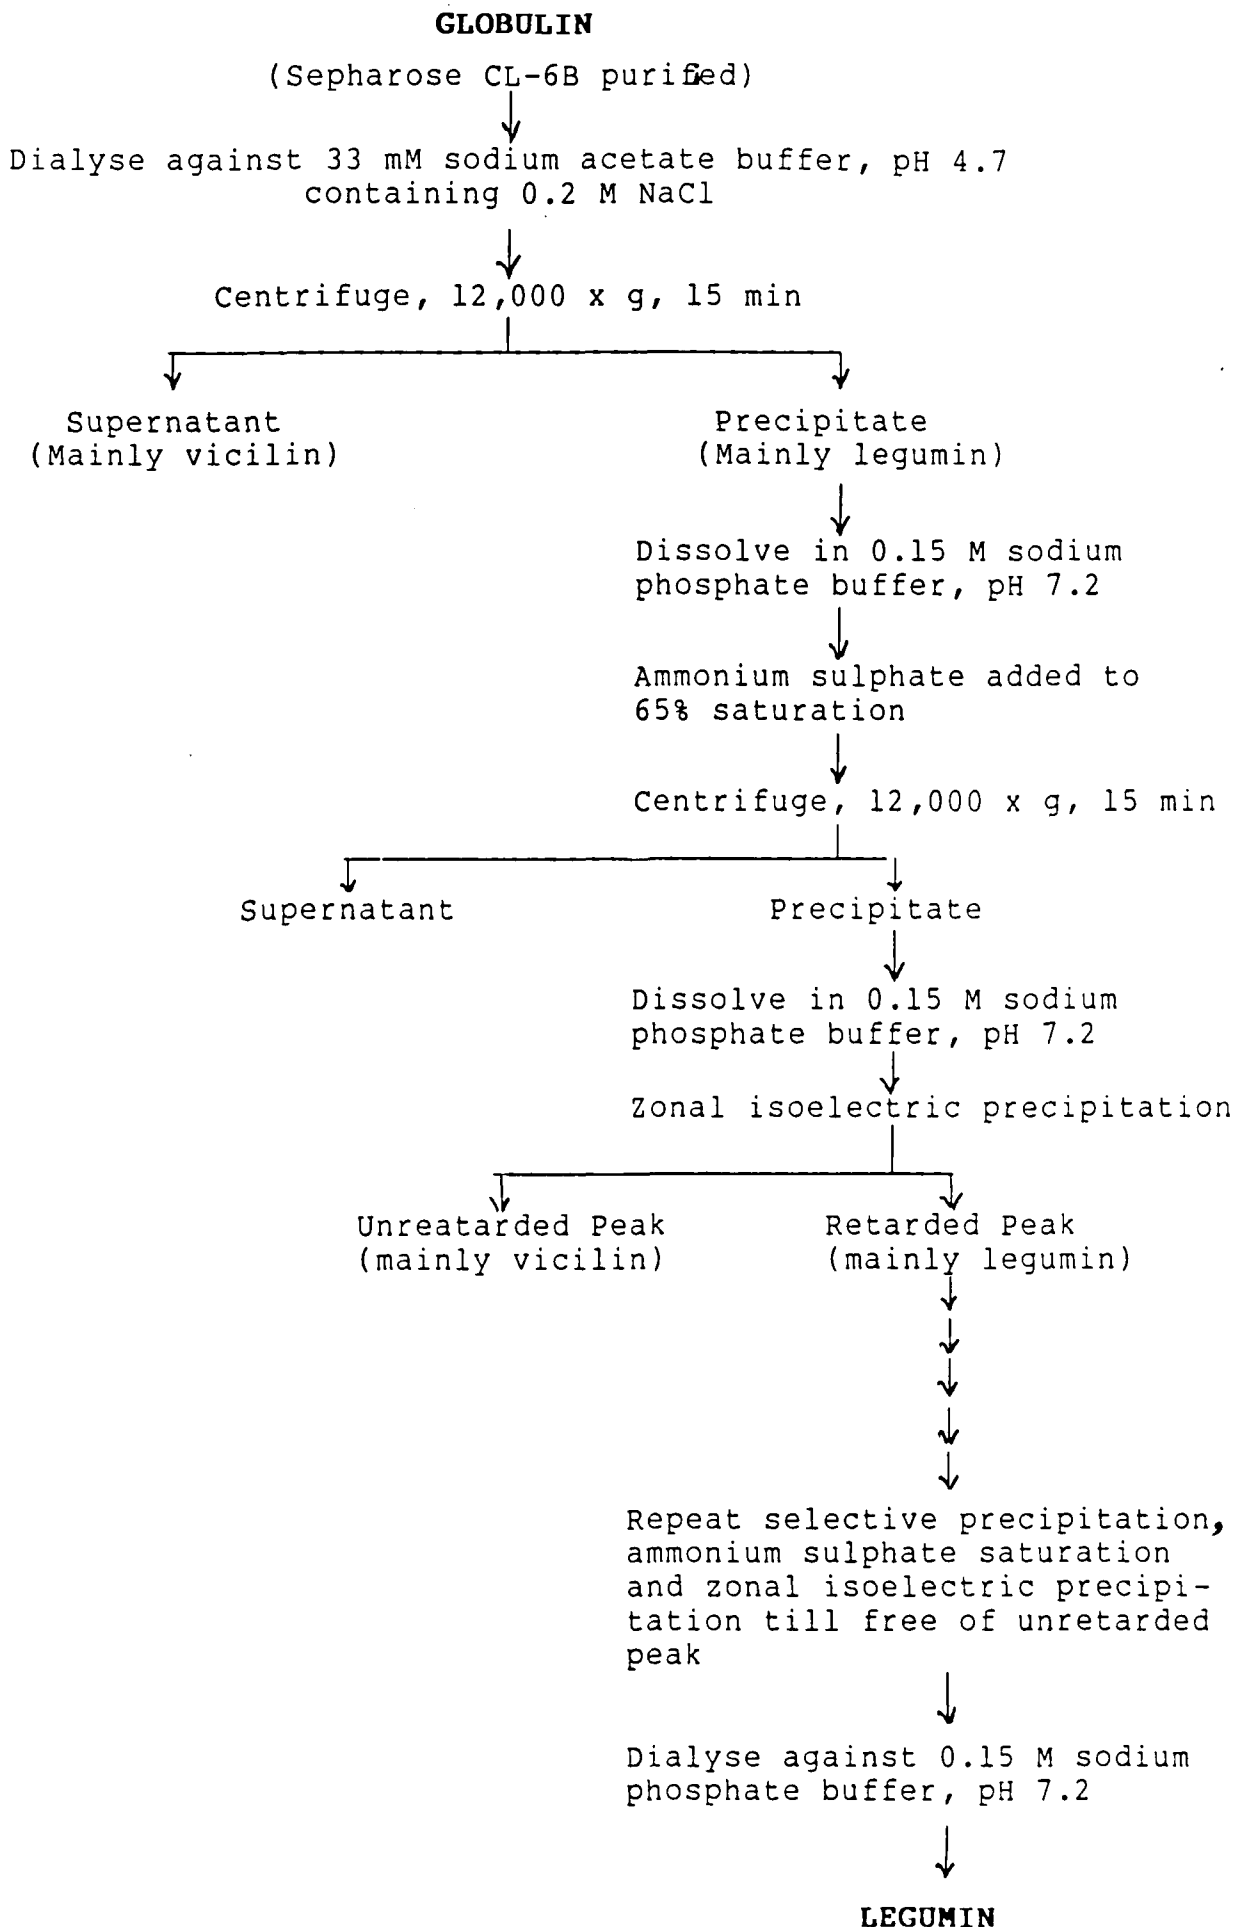 GLOBULIN
(Sepharose CL-6B purified)
Dialyse against 33 mM sodium acetate buffer, pH 4.7
containing 0.2 M NaCl
Centrifuge, 12,000 x g, 15 min
Supernatant
(Mainly vicilin)
Precipitate
(Mainly legumin)
Dissolve in 0.15 M sodium
phosphate buffer, pH 7.2
Ammonium sulphate added to
65% saturation
Centrifuge, 12,000 x g, 15 min
Supernatant
Precipitate
Dissolve in 0.15 M sodium
phosphate buffer, pH 7.2
Zonal isoelectric precipitation
Unreatarded Peak
(mainly vicilin)
Retarded Peak
(mainly legumin)
Repeat selective precipitation,
ammonium sulphate saturation
and zonal isoelectric precipi-
tation till free of unretarded
peak
Dialyse against 0.15 M sodium
phosphate buffer, pH 7.2
LEGUMIN